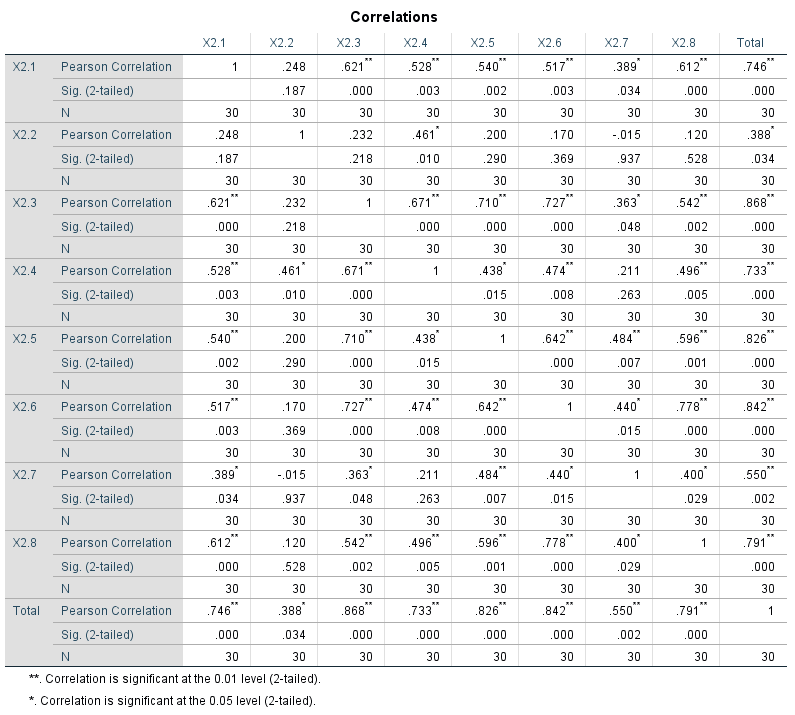 Correlations
X2.1 X2.2 X2.3 X2.4 X2.5 X2.6 X2.7 X2.8 Total
X2.1 Pearson Correlation 1 .248 .621** .528** .540** .517** .389* .612** .746**
Sig. (2-tailed) .187 .000 .003 .002 .003 .034 .000 .000
N 30 30 30 30 30 30 30 30 30
X2.2 Pearson Correlation .248 1 .232 .461* .200 .170 -.015 .120 .388*
Sig. (2-tailed) .187 .218 .010 .290 .369 .937 .528 .034
N 30 30 30 30 30 30 30 30 30
X2.3 Pearson Correlation .621** .232 1 .671** .710** .727** .363* .542** .868**
Sig. (2-tailed) .000 .218 .000 .000 .000 .048 .002 .000
N 30 30 30 30 30 30 30 30 30
X2.4 Pearson Correlation .528** .461* .671** 1 .438* .474** .211 .496** .733**
Sig. (2-tailed) .003 .010 .000 .015 .008 .263 .005 .000
N 30 30 30 30 30 30 30 30 30
X2.5 Pearson Correlation .540** .200 .710** .438* 1 .642** .484** .596** .826**
Sig. (2-tailed) .002 .290 .000 .015 .000 .007 .001 .000
N 30 30 30 30 30 30 30 30 30
X2.6 Pearson Correlation .517** .170 .727** .474** .642** 1 .440* .778** .842**
Sig. (2-tailed) .003 .369 .000 .008 .000 .015 .000 .000
N 30 30 30 30 30 30 30 30 30
X2.7 Pearson Correlation .389* -.015 .363* .211 .484** .440* 1 .400* .550**
Sig. (2-tailed) .034 .937 .048 .263 .007 .015 .029 .002
N 30 30 30 30 30 30 30 30 30
X2.8 Pearson Correlation .612** .120 .542** .496** .596** .778** .400* 1 .791**
Sig. (2-tailed) .000 .528 .002 .005 .001 .000 .029 .000
N 30 30 30 30 30 30 30 30 30
Total Pearson Correlation .746** .388* .868** .733** .826** .842** .550** .791** 1
Sig. (2-tailed) .000 .034 .000 .000 .000 .000 .002 .000
N 30 30 30 30 30 30 30 30 30
**. Correlation is significant at the 0.01 level (2-tailed).
*. Correlation is significant at the 0.05 level (2-tailed).